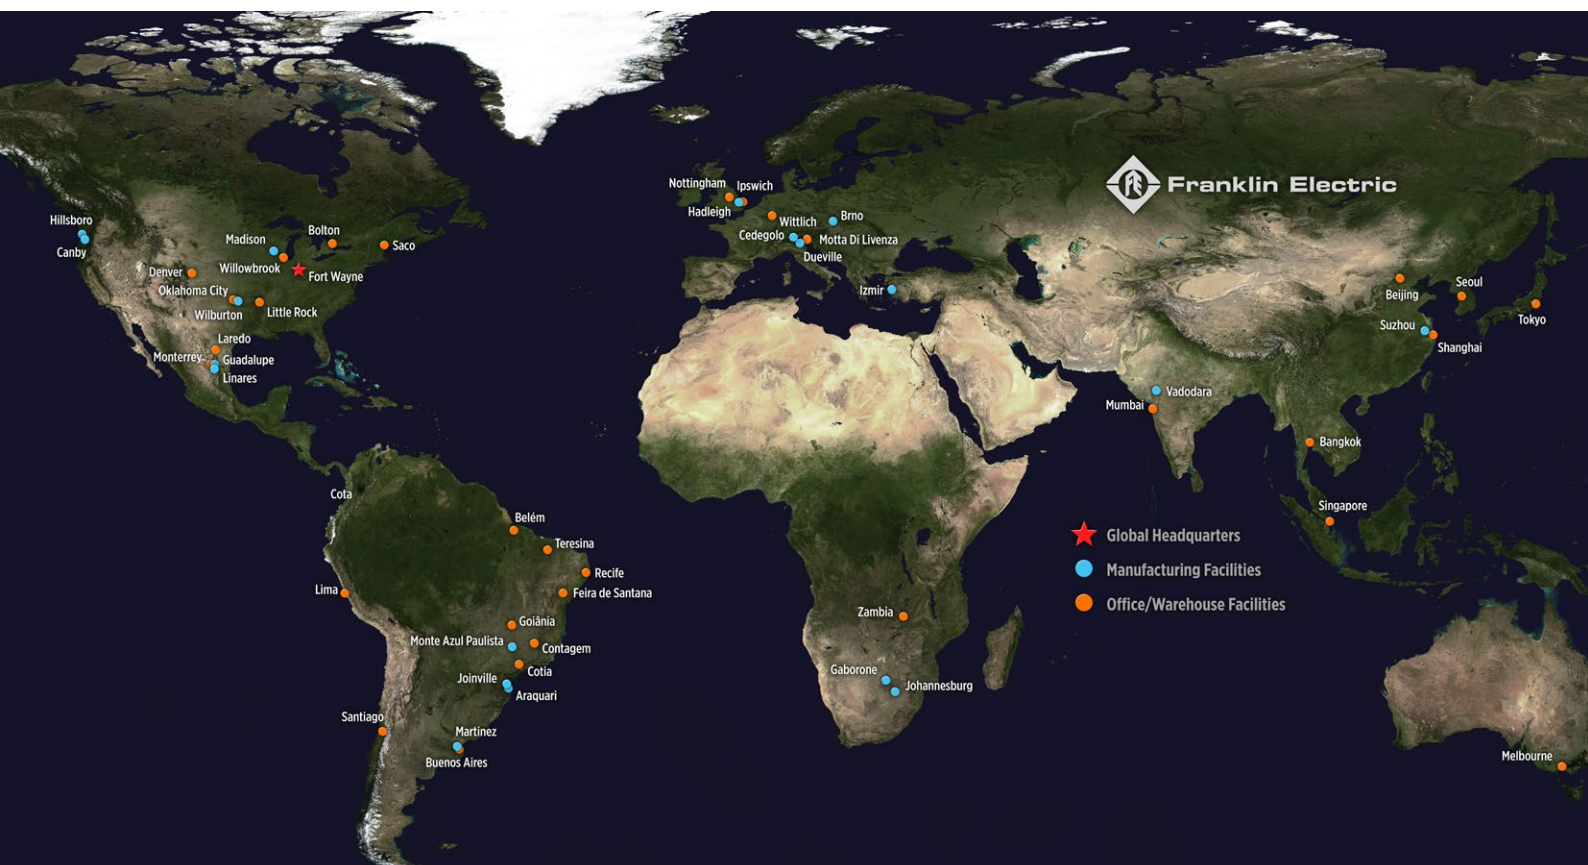 Franklin Electric
Nottingham
Ipswich
Hadleigh
Wittlich
Brno
Cedegolo
Motta Di Livenza
Dueville
Izmir
Hillsboro
Canby
Madison
Bolton
Saco
Willowbrook
Fort Wayne
Denver
Oklahoma City
Wilburton
Little Rock
Laredo
Monterrey
Guadalupe
Linares
Beijing
Seoul
Tokyo
Suzhou
Shanghai
Vadodara
Mumbai
Bangkok
Singapore
Cota
Belém
Teresina
Recife
Lima
Feira de Santana
Goiânia
Monte Azul Paulista
Contagem
Cotia
Joinville
Araquari
Santiago
Martinez
Buenos Aires
Zambia
Gaborone
Johannesburg
Melbourne
Global Headquarters
Manufacturing Facilities
Office/Warehouse Facilities